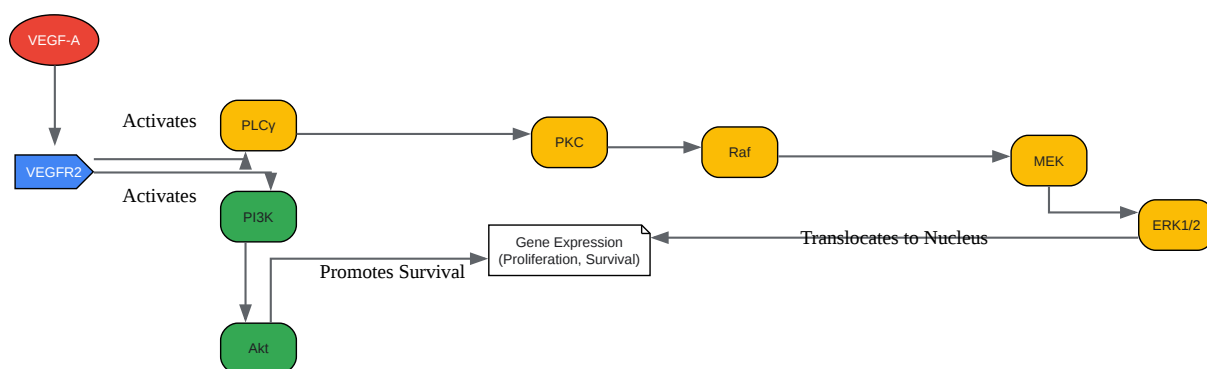 VEGF-A
Activates
PLCγ
PKC
Raf
MEK
VEGFR2
Activates
PI3K
ERK1/2
Gene Expression
(Proliferation, Survival)
Translocates to Nucleus
Promotes Survival
Akt